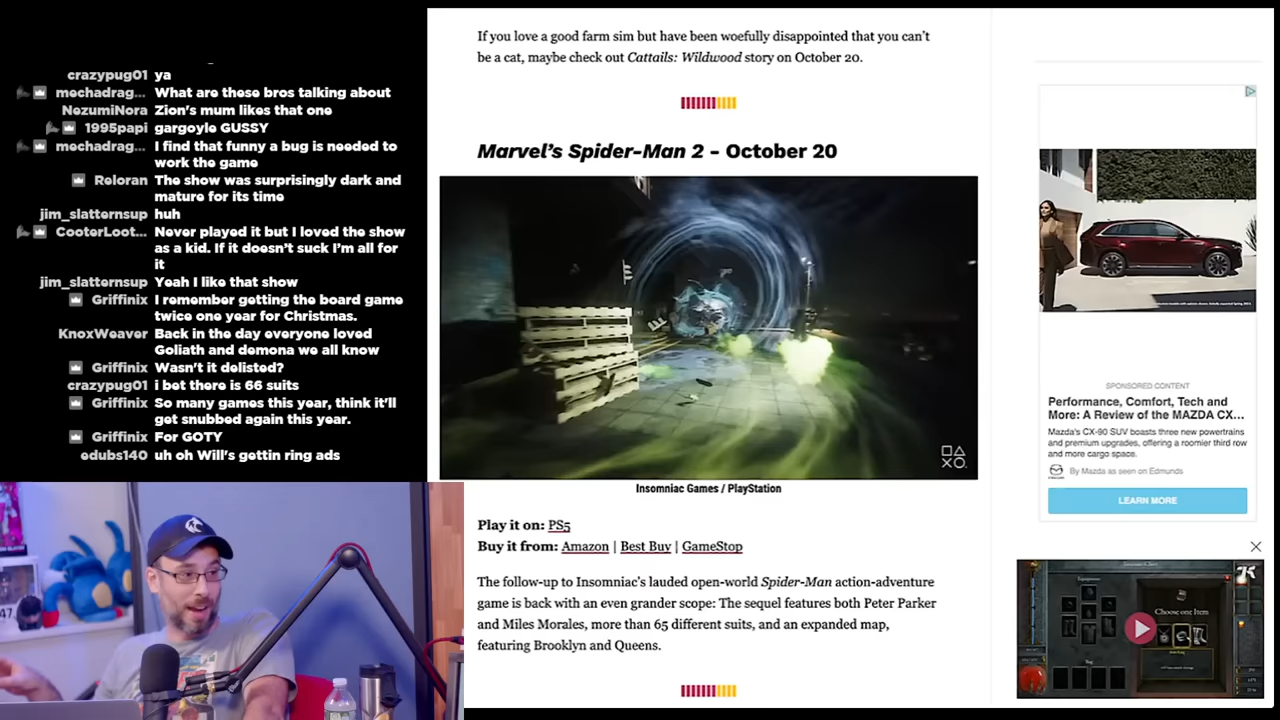 crazypug01 ya
mechadrag... What are these bros talking about
NezumiNora Zion's mum likes that one
1995papi gargoyle GUSSY
mechadrag... I find that funny a bug is needed to
work the game
Reloran The show was surprisingly dark and
mature for its time
jim_slatternsup huh
CooterLoot... Never played it but I loved the show
as a kid. If it doesn't suck I'm all for
it
jim_slatternsup Yeah I like that show
Griffinix I remember getting the board game
twice one year for Christmas.
KnoxWeaver Back in the day everyone loved
Goliath and demona we all know
Griffinix Wasn't it delisted?
crazypug01 i bet there is 66 suits
Griffinix So many games this year, think it'll
get snubbed again this year.
Griffinix For GOTY
edubs140 uh oh Will's gettin ring ads
47
If you love a good farm sim but have been woefully disappointed that you can't
be a cat, maybe check out Cattails: Wildwood story on October 20.
Marvel's Spider-Man 2 - October 20
Insomniac Games / PlayStation
Play it on: PS5
Buy it from: Amazon | Best Buy | GameStop
The follow-up to Insomniac's lauded open-world Spider-Man action-adventure
game is back with an even grander scope: The sequel features both Peter Parker
and Miles Morales, more than 65 different suits, and an expanded map,
featuring Brooklyn and Queens.
SPONSORED CONTENT
Performance, Comfort, Tech and
More: A Review of the MAZDA CX...
Mazda's CX-90 SUV boasts three new powertrains
and premium upgrades, offering a roomier third row
and more cargo space.
By Mazda as seen on Edmunds
LEARN MORE
Choose one Item